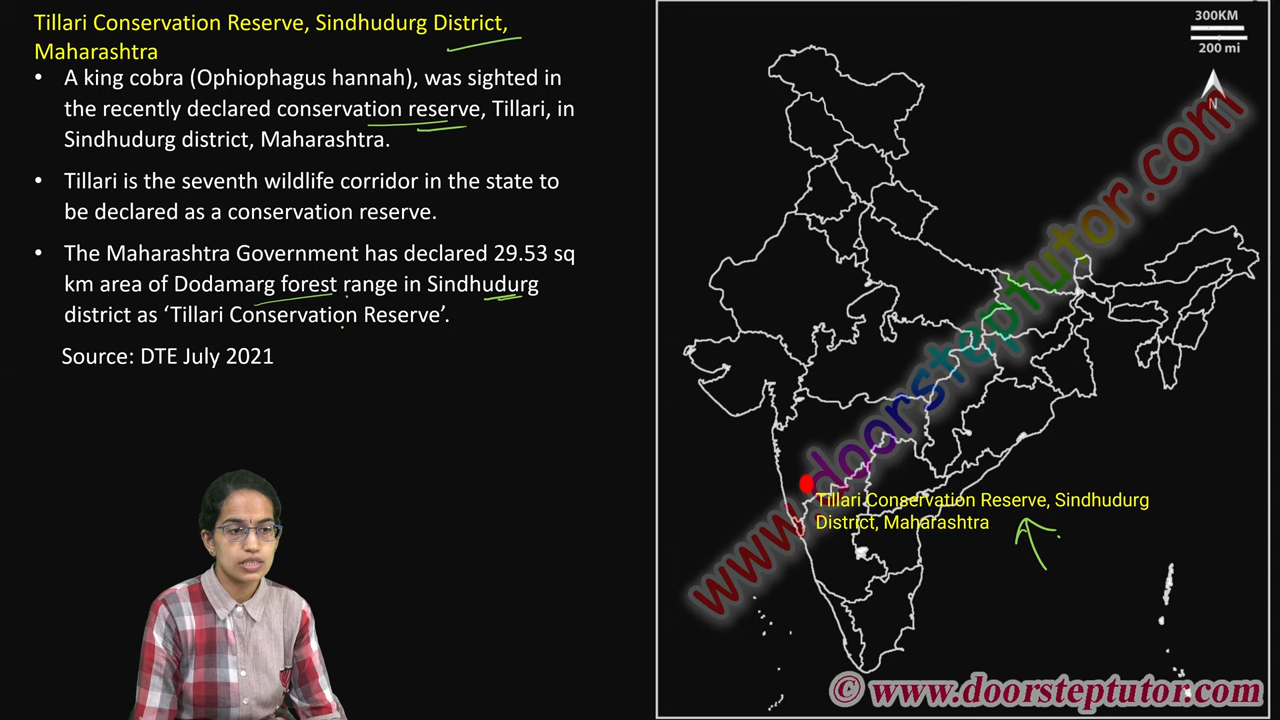 Tillari Conservation Reserve, Sindhudurg District,
Maharashtra
• A king cobra (Ophiophagus hannah), was sighted in
the recently declared conservation reserve, Tillari, in
Sindhudurg district, Maharashtra.
• Tillari is the seventh wildlife corridor in the state to
be declared as a conservation reserve.
• The Maharashtra Government has declared 29.53 sq
km area of Dodamarg forest range in Sindhudurg
district as ‘Tillari Conservation Reserve’.
Source: DTE July 2021
300KM
200 mi
N
www.doorsteptutor.com
Tillari Conservation Reserve, Sindhudurg
District, Maharashtra
© www.doorsteptutor.com